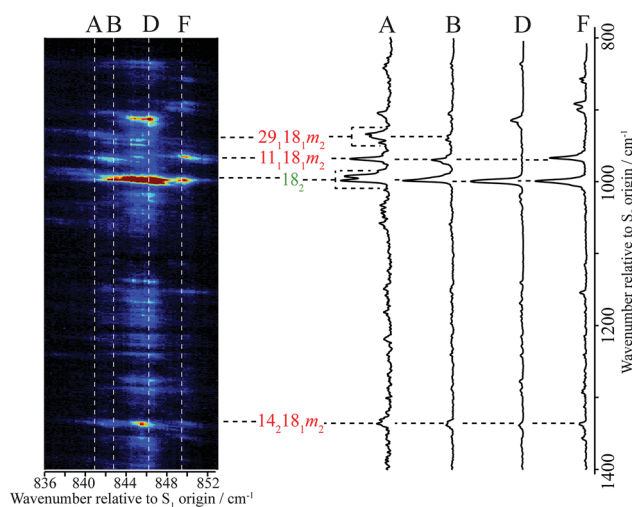 A B D F
A B D F
800
29₁18₁m₂
11₁18₁m₂
18₂
1000
1200
14₂18₁m₂
1400
836 840 844 848 852
Wavenumber relative to S₁ origin / cm⁻¹
Wavenumber relative to S₁ origin / cm⁻¹